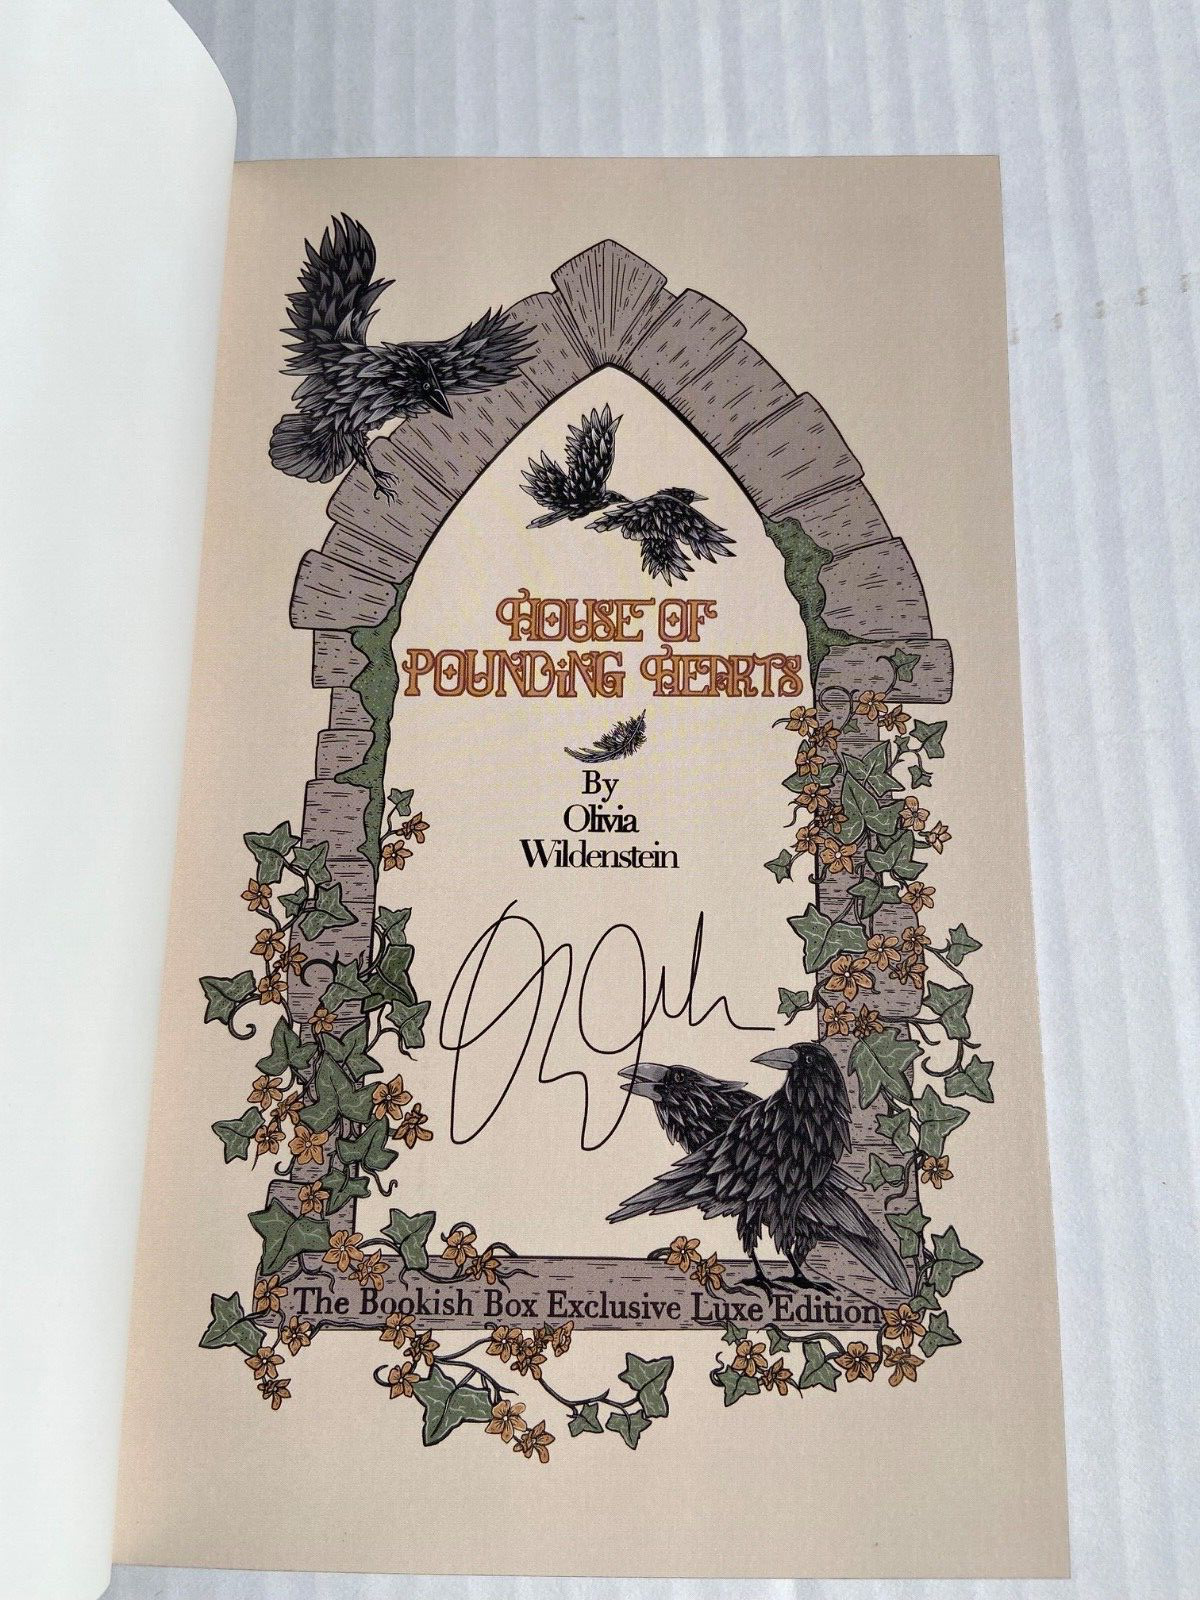 HOUSE OF
POUNDiNG HEARTS
By
Olivia
Wildenstein
The Bookish Box Exclusive Luxe Edition